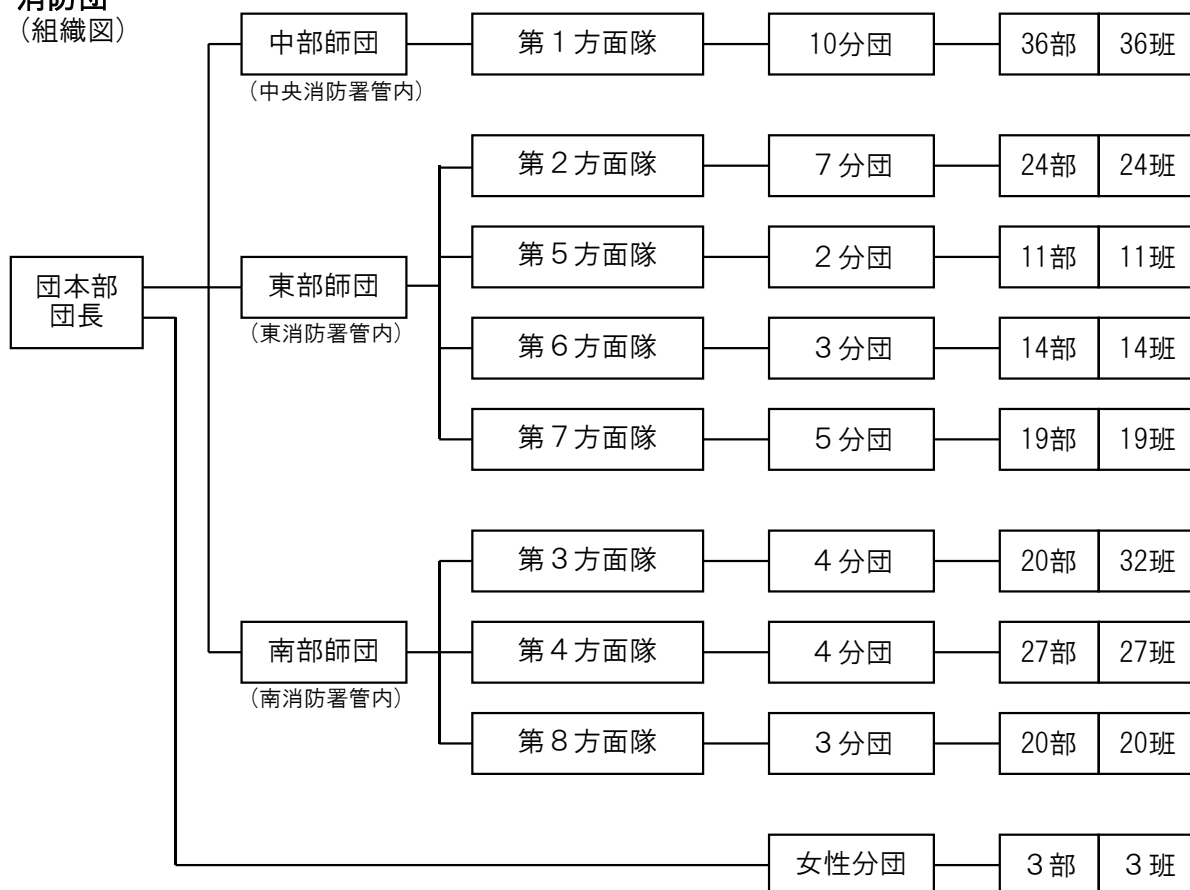 消防団
（組織図）
中部師団
第１方面隊
10分団
36部
36班
（中央消防署管内）
第２方面隊
７分団
24部
24班
第５方面隊
２分団
11部
11班
団本部
団長
東部師団
（東消防署管内）
第６方面隊
３分団
14部
14班
第７方面隊
５分団
19部
19班
第３方面隊
４分団
20部
32班
南部師団
（南消防署管内）
第４方面隊
４分団
27部
27班
第８方面隊
３分団
20部
20班
女性分団
３部
３班